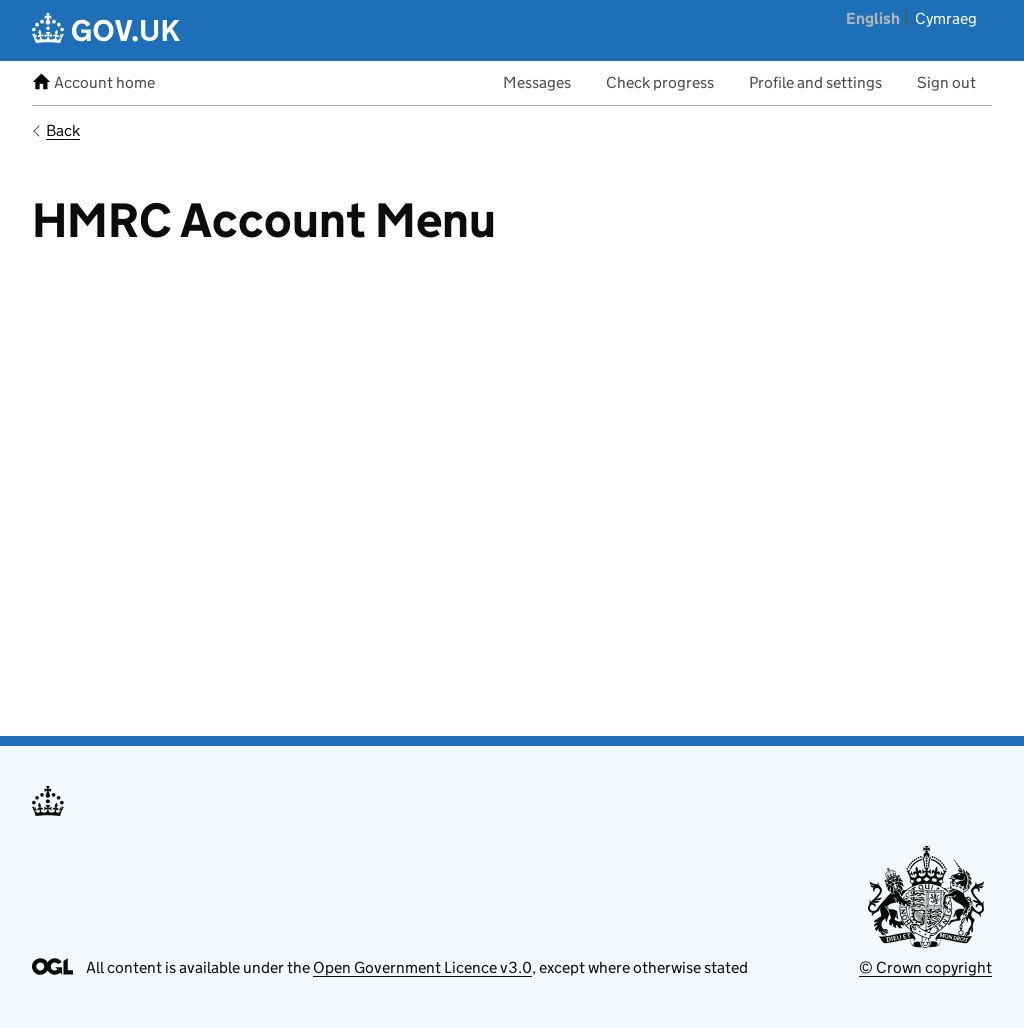 GOV.UK
English Cymraeg
Account home Messages Check progress Profile and settings Sign out
Back
HMRC Account Menu
OGL All content is available under the Open Government Licence v3.0, except where otherwise stated
© Crown copyright